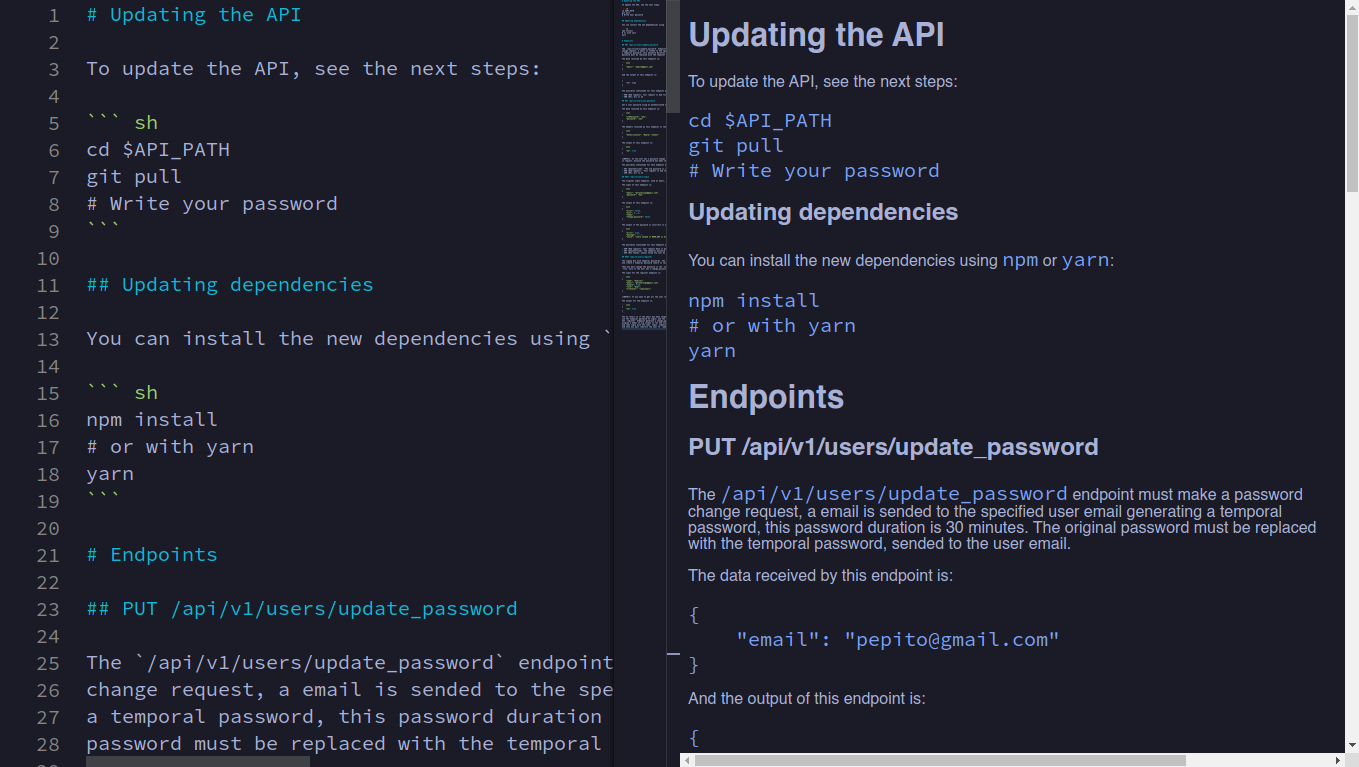 1 # Updating the API
2
3 To update the API, see the next steps:
4
5 ``` sh
6 cd $API_PATH
7 git pull
8 # Write your password
9 ```
10
11 ## Updating dependencies
12
13 You can install the new dependencies using `
14
15 ``` sh
16 npm install
17 # or with yarn
18 yarn
19 ```
20
21 # Endpoints
22
23 ## PUT /api/v1/users/update_password
24
25 The `/api/v1/users/update_password` endpoint
26 change request, a email is sended to the spe
27 a temporal password, this password duration
28 password must be replaced with the temporal
Updating the API
To update the API, see the next steps:
cd $API_PATH
git pull
# Write your password
Updating dependencies
You can install the new dependencies using npm or yarn:
npm install
# or with yarn
yarn
Endpoints
PUT /api/v1/users/update_password
The /api/v1/users/update_password endpoint must make a password
change request, a email is sended to the specified user email generating a temporal
password, this password duration is 30 minutes. The original password must be replaced
with the temporal password, sended to the user email.
The data received by this endpoint is:
{
"email": "pepito@gmail.com"
}
And the output of this endpoint is:
{